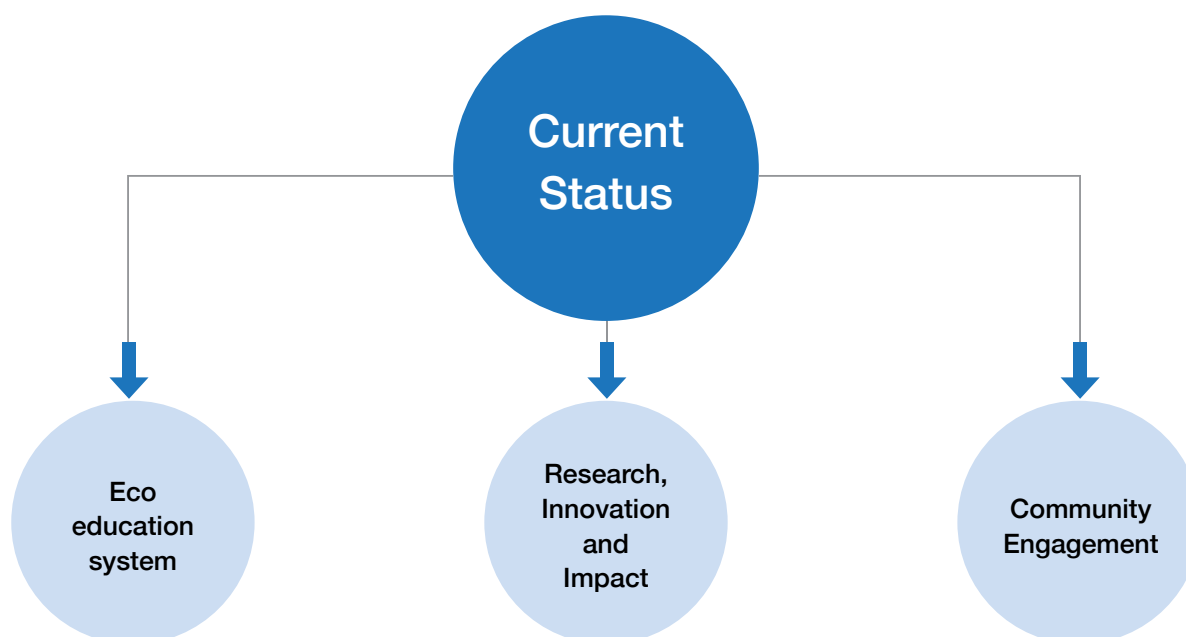 Current
Status
Eco
education
system
Research,
Innovation
and
Impact
Community
Engagement